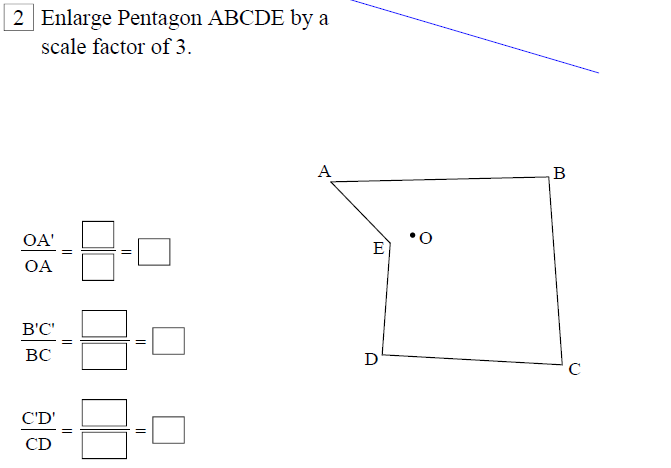 2 Enlarge Pentagon ABCDE by a
scale factor of 3.
A
B
O
E
D
C
OA'
OA
=
=
B'C'
BC
=
=
C'D'
CD
=
=